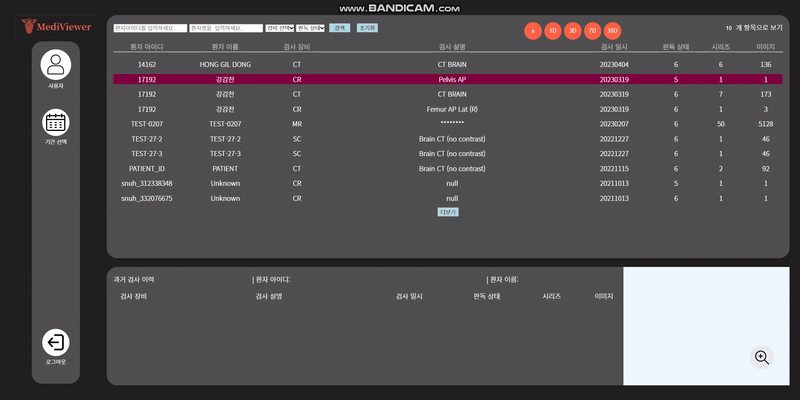 WWW.BANDICAM.COM
MediViewer
환자아이디를 입력하세요... 환자명을 입력하세요... 장비 선택 판독 상태 검색 초기화 x 1D 3D 7D 30D 10 개 항목으로 보기
환자 아이디 환자 이름 검사 장비 검사 설명 검사 일시 판독 상태 시리즈 이미지
14162 HONG GIL DONG CT CT BRAIN 20230404 6 6 136
17192 강감찬 CR Pelvis AP 20230319 5 1 1
17192 강감찬 CT CT BRAIN 20230319 6 7 173
17192 강감찬 CR Femur AP Lat (R) 20230319 6 1 3
TEST-0207 TEST-0207 MR ******** 20230207 6 50 5128
TEST-27-2 TEST-27-2 SC Brain CT (no contrast) 20221227 6 1 46
TEST-27-3 TEST-27-3 SC Brain CT (no contrast) 20221227 6 1 46
PATIENT_ID PATIENT CT Brain CT (no contrast) 20221115 6 2 92
snuh_312338348 Unknown CR null 20211013 5 1 1
snuh_332076675 Unknown CR null 20211013 6 1 1
더보기
사용자
기간 선택
로그아웃
과거 검사 이력 | 환자 아이디: | 환자 이름:
검사 장비 검사 설명 검사 일시 판독 상태 시리즈 이미지